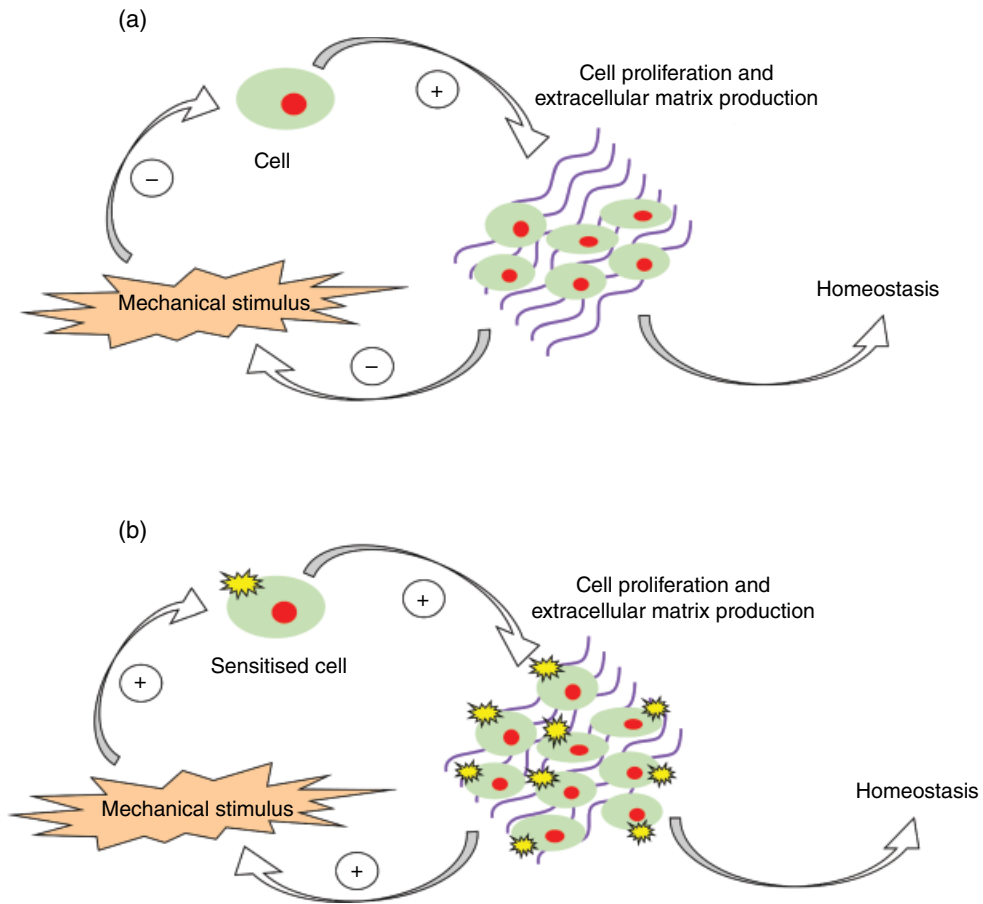 (a)
Cell proliferation and
extracellular matrix production
+
Cell
−
Mechanical stimulus
Homeostasis
−
(b)
Cell proliferation and
extracellular matrix production
+
Sensitised cell
+
Mechanical stimulus
Homeostasis
+